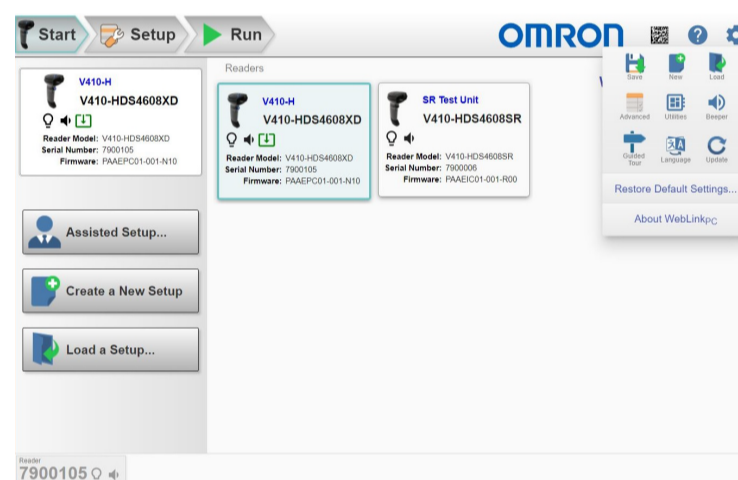 Start
Setup
Run
OMRON
V410-H
V410-HDS4608XD
Reader Model: V410-HDS4608XD
Serial Number: 7900105
Firmware: PAAEPC01-001-N10
Assisted Setup...
Create a New Setup
Load a Setup...
Readers
V410-H
V410-HDS4608XD
Reader Model: V410-HDS4608XD
Serial Number: 7900105
Firmware: PAAEPC01-001-N10
SR Test Unit
V410-HDS4608SR
Reader Model: V410-HDS4608SR
Serial Number: 7900006
Firmware: PAAEIC01-001-R00
Save
New
Load
Advanced
Utilities
Beeper
Guided
Tour
Language
Update
Restore Default Settings...
About WebLinkPC
Reader
7900105